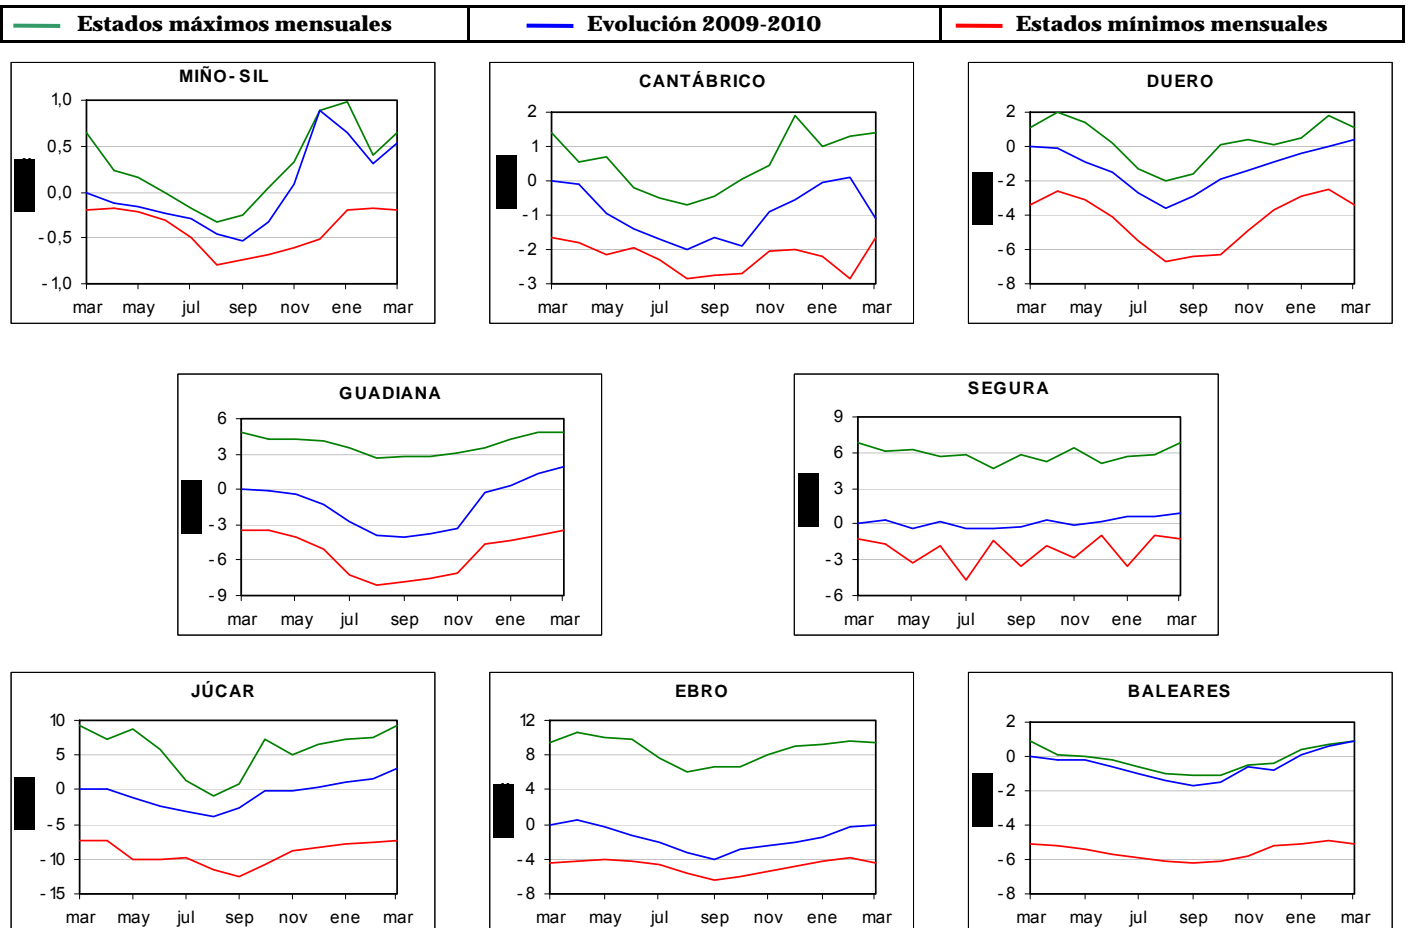 Estados máximos mensuales Evolución 2009-2010 Estados mínimos mensuales
MIÑO- SIL
1,0
0,5
0,0
-0,5
-1,0
mar may jul sep nov ene mar
CANTÁBRICO
2
1
0
-1
-2
-3
mar may jul sep nov ene mar
DUERO
2
0
-2
-4
-6
-8
mar may jul sep nov ene mar
GUADIANA
6
3
0
-3
-6
-9
mar may jul sep nov ene mar
SEGURA
9
6
3
0
-3
-6
mar may jul sep nov ene mar
JÚCAR
10
5
0
-5
-10
-15
mar may jul sep nov ene mar
EBRO
12
8
4
0
-4
-8
mar may jul sep nov ene mar
BALEARES
2
0
-2
-4
-6
-8
mar may jul sep nov ene mar